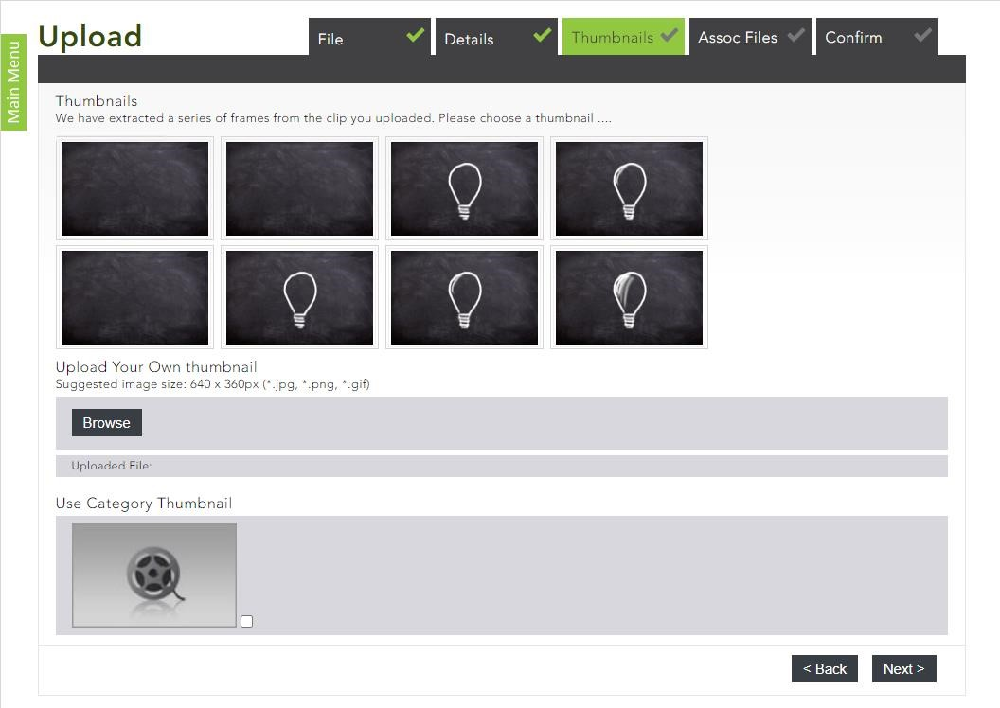 Upload
File
Details
Thumbnails
Assoc Files
Confirm
Main Menu
Thumbnails
We have extracted a series of frames from the clip you uploaded. Please choose a thumbnail ....
Upload Your Own thumbnail
Suggested image size: 640 x 360px (*.jpg, *.png, *.gif)
Browse
Uploaded File:
Use Category Thumbnail
< Back
Next >